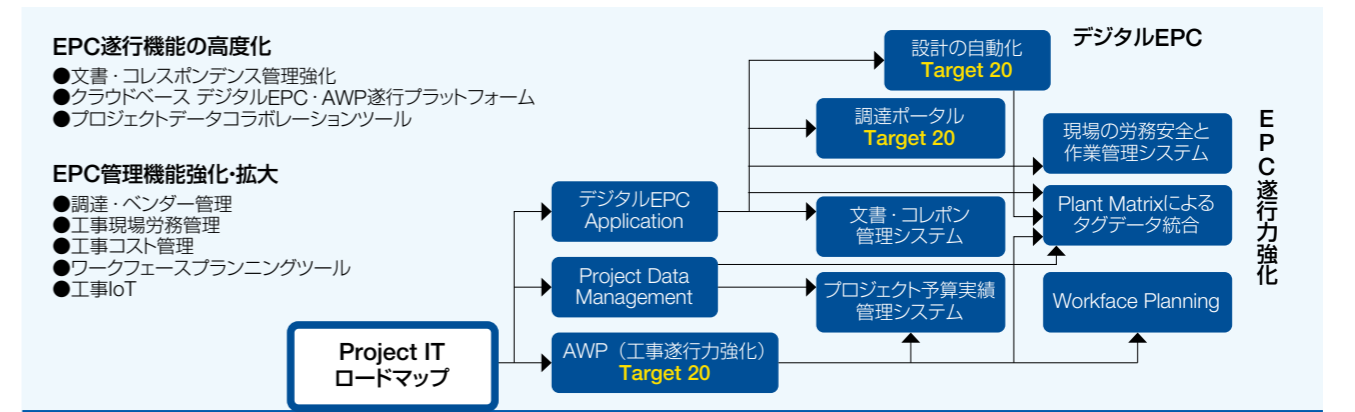 EPC遂行機能の高度化
●文書・コレスポンデンス管理強化
●クラウドベース デジタルEPC・AWP遂行プラットフォーム
●プロジェクトデータコラボレーションツール
EPC管理機能強化・拡大
●調達・ベンダー管理
●工事現場労務管理
●工事コスト管理
●ワークフェースプランニングツール
●工事IoT
Project IT
ロードマップ
デジタルEPC
Application
Project Data
Management
AWP（工事遂行力強化）
Target 20
設計の自動化
Target 20
調達ポータル
Target 20
文書・コレポン
管理システム
プロジェクト予算実績
管理システム
デジタルEPC
現場の労務安全と
作業管理システム
Plant Matrixによる
タグデータ統合
Workface Planning
EPC遂行力強化